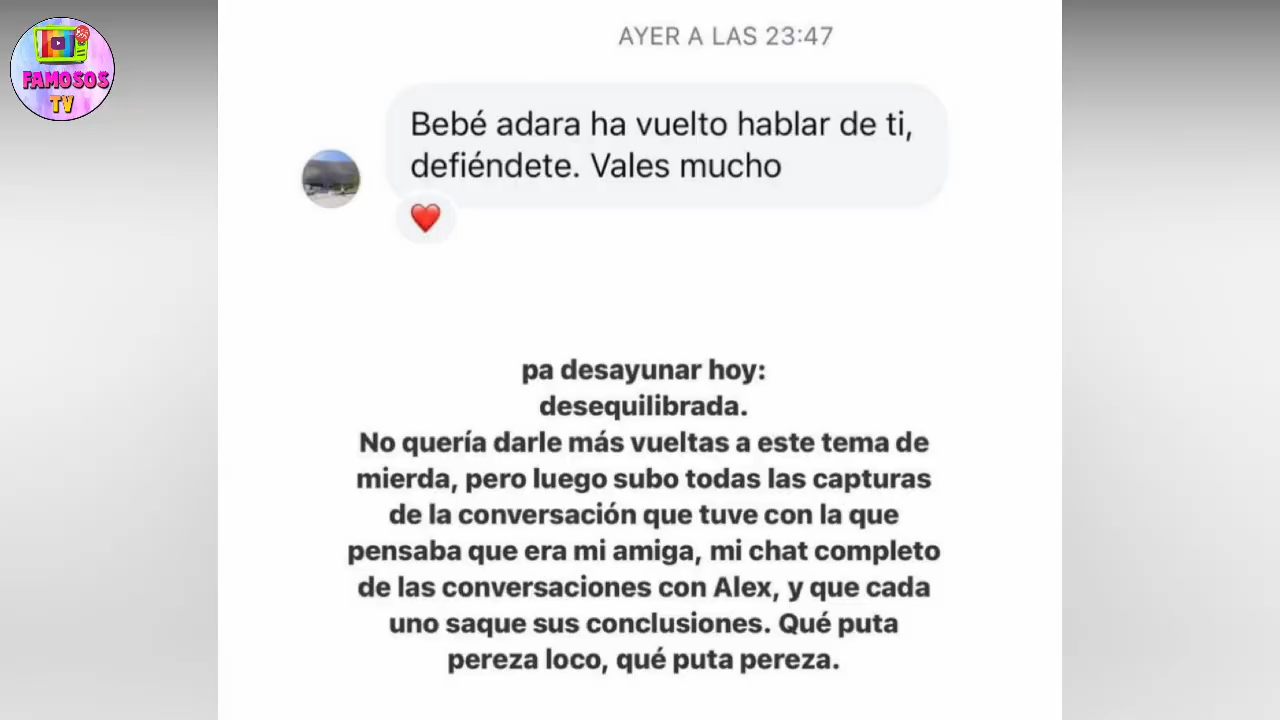 FAMOSOS
TV
AYER A LAS 23:47
Bebé adara ha vuelto hablar de ti,
defiéndete. Vales mucho
pa desayunar hoy:
desequilibrada.
No quería darle más vueltas a este tema de
mierda, pero luego subo todas las capturas
de la conversación que tuve con la que
pensaba que era mi amiga, mi chat completo
de las conversaciones con Alex, y que cada
uno saque sus conclusiones. Qué puta
pereza loco, qué puta pereza.